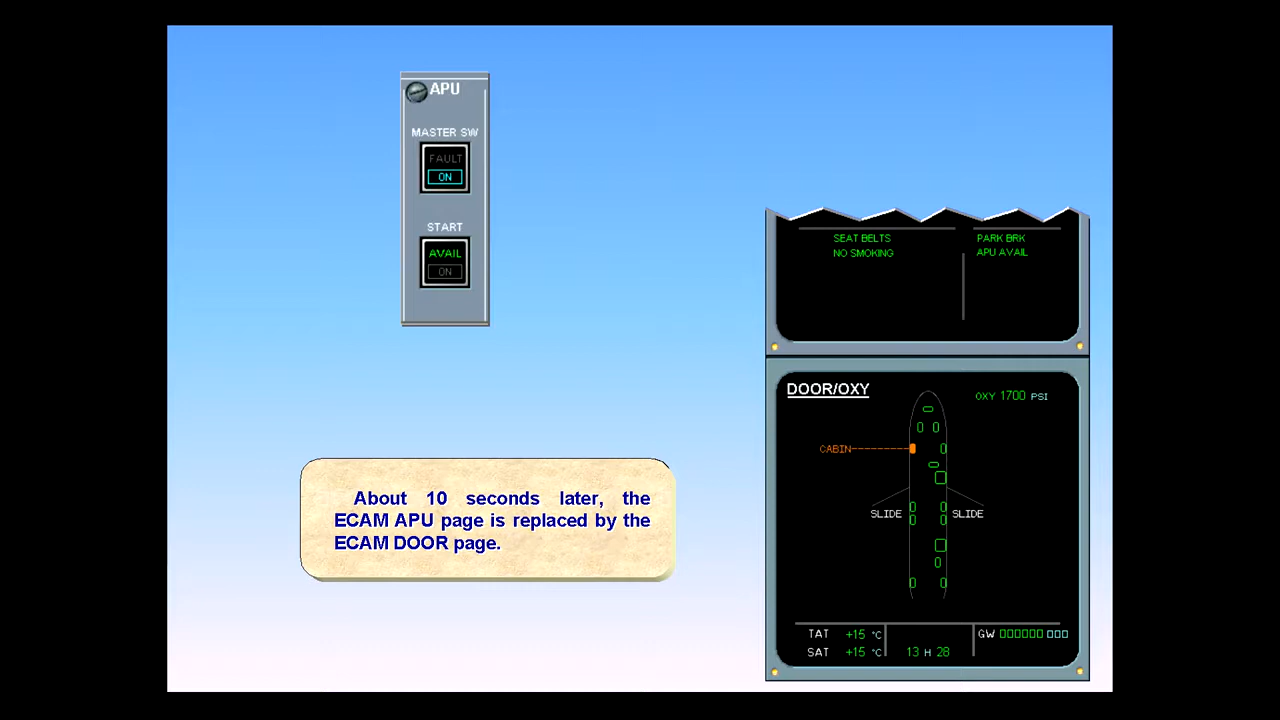 APU
MASTER SW
FAULT
ON
START
AVAIL
ON
SEAT BELTS PARK BRK
NO SMOKING APU AVAIL
DOOR/OXY OXY 1700 PSI
CABIN
SLIDE SLIDE
About 10 seconds later, the
ECAM APU page is replaced by the
ECAM DOOR page.
TAT +15 °C GW
SAT +15 °C 13 H 28